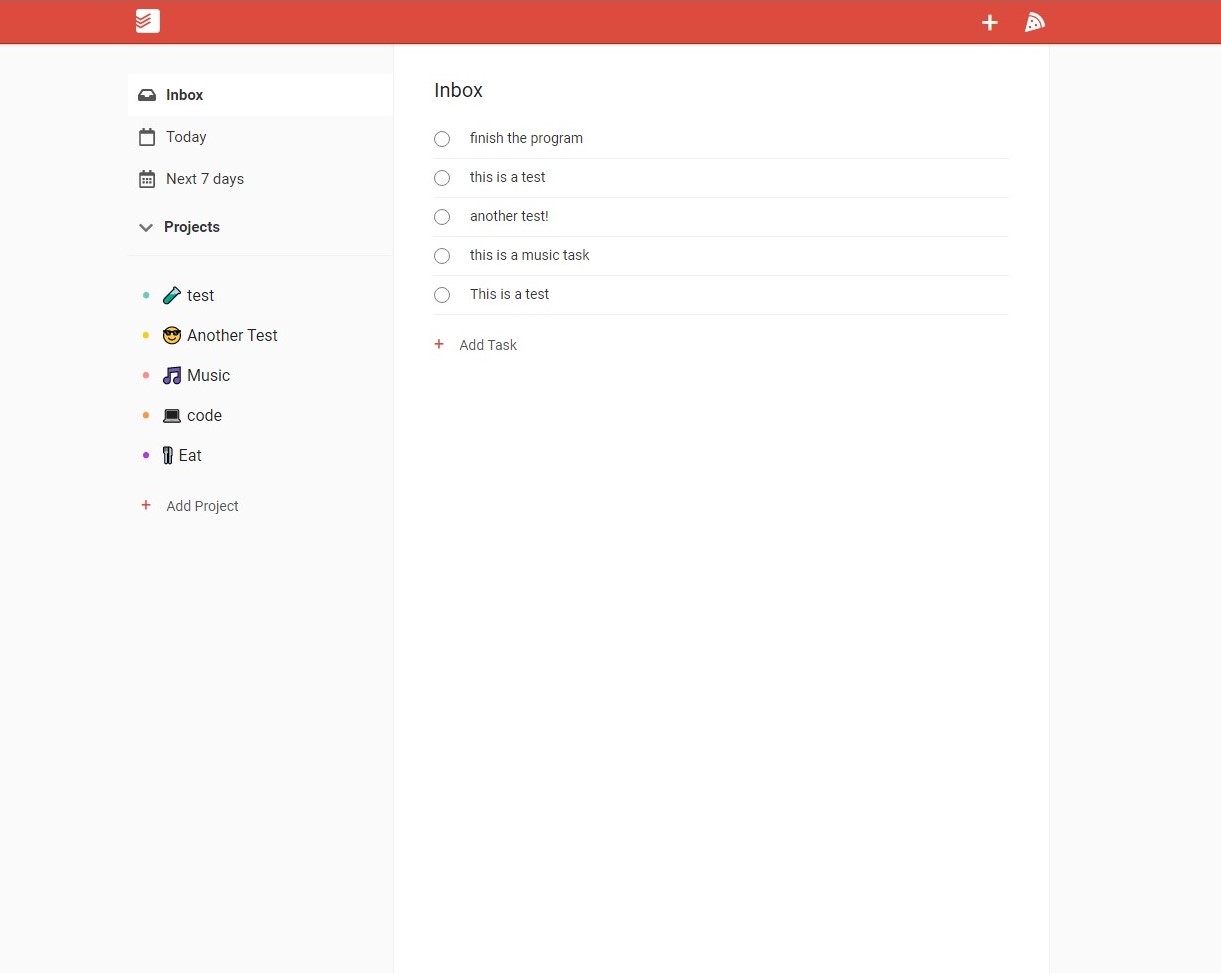 Inbox
Today
Next 7 days
Projects
test
Another Test
Music
code
Eat
+ Add Project
Inbox
finish the program
this is a test
another test!
this is a music task
This is a test
+ Add Task